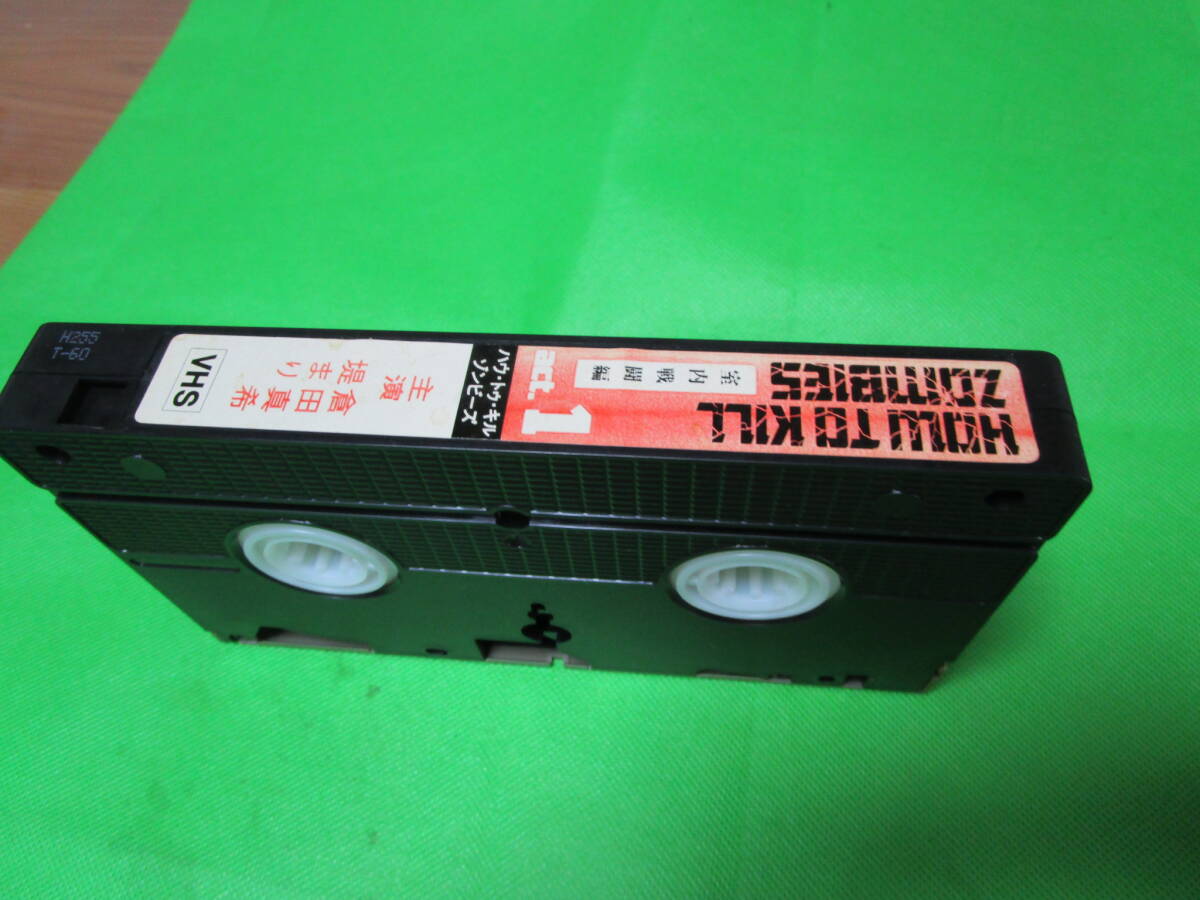 HOW TO KILL
ZOMBIES
室内戦闘編
act. 1
ハウ・トゥ・キル
ゾンビーズ
主演
倉田真希
堤まり
VHS
H255
T-60